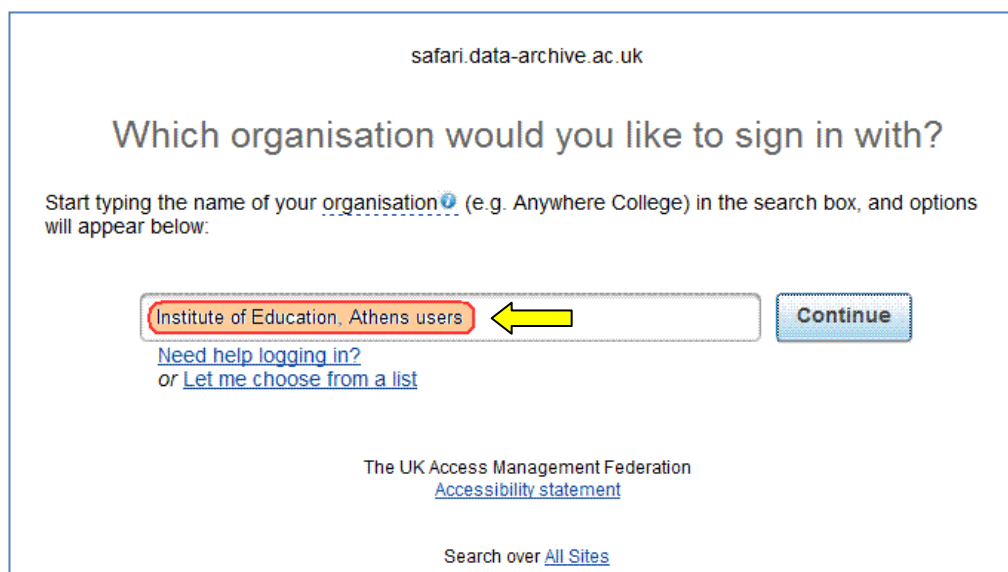 safari.data-archive.ac.uk
Which organisation would you like to sign in with?
Start typing the name of your organisation (e.g. Anywhere College) in the search box, and options
will appear below:
Institute of Education, Athens users
Continue
Need help logging in?
or Let me choose from a list
The UK Access Management Federation
Accessibility statement
Search over All Sites